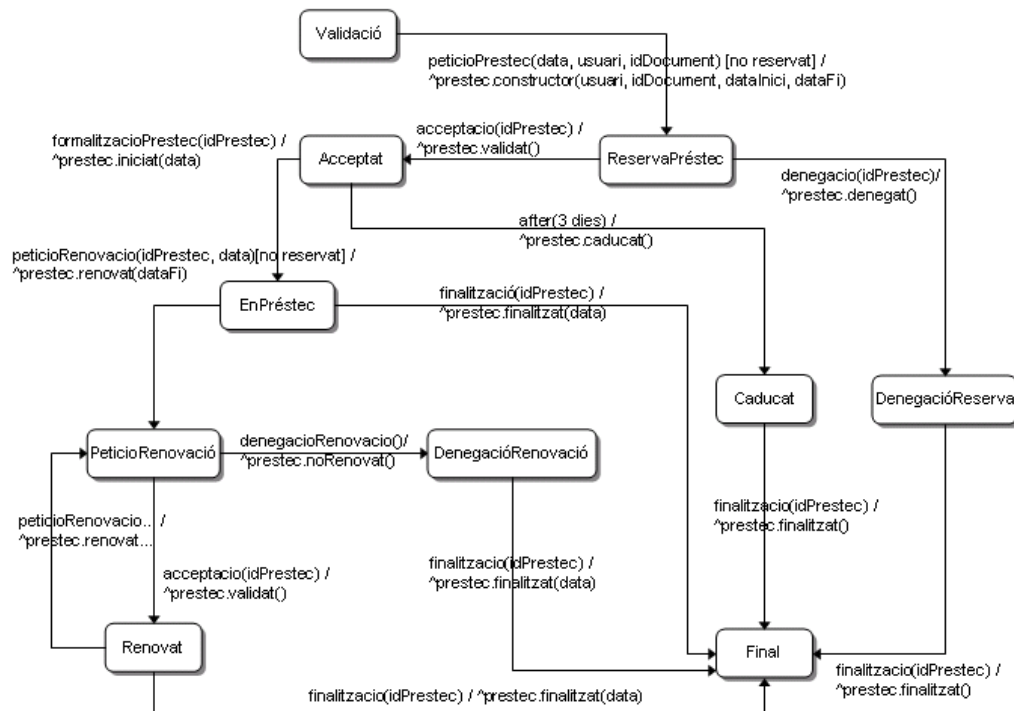 Validació
peticioPrestec(data, usuari, idDocument) [no reservat] /
^prestec.constructor(usuari, idDocument, dataInici, dataFi)
formalitzacioPrestec(idPrestec) /
^prestec.iniciat(data)
acceptacio(idPrestec) /
^prestec.validat()
Acceptat
ReservaPréstec
denegacio(idPrestec)/
^prestec.denegat()
after(3 dies) /
^prestec.caducat()
peticioRenovacio(idPrestec, data)[no reservat] /
^prestec.renovat(dataFi)
EnPréstec
finalització(idPrestec) /
^prestec.finalitzat(data)
Caducat
DenegacióReserva
PeticioRenovació
denegacioRenovacio()/
^prestec.noRenovat()
DenegacióRenovació
finalitzacio(idPrestec) /
^prestec.finalitzat()
peticioRenovacio... /
^prestec.renovat...
finalitzacio(idPrestec) /
^prestec.finalitzat(data)
acceptacio(idPrestec) /
^prestec.validat()
Renovat
Final
finalitzacio(idPrestec) /
^prestec.finalitzat()
finalitzacio(idPrestec) / ^prestec.finalitzat(data)